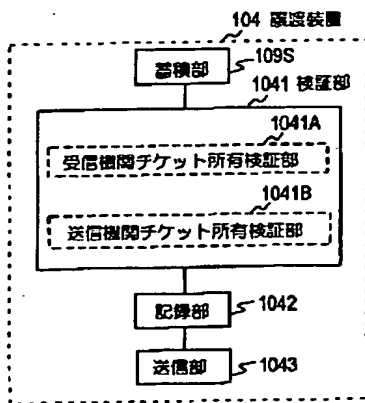 104 譲渡装置
蓄積部
109S
1041 検証部
1041A
受信機関チケット所有検証部
1041B
送信機関チケット所有検証部
記録部
1042
送信部
1043